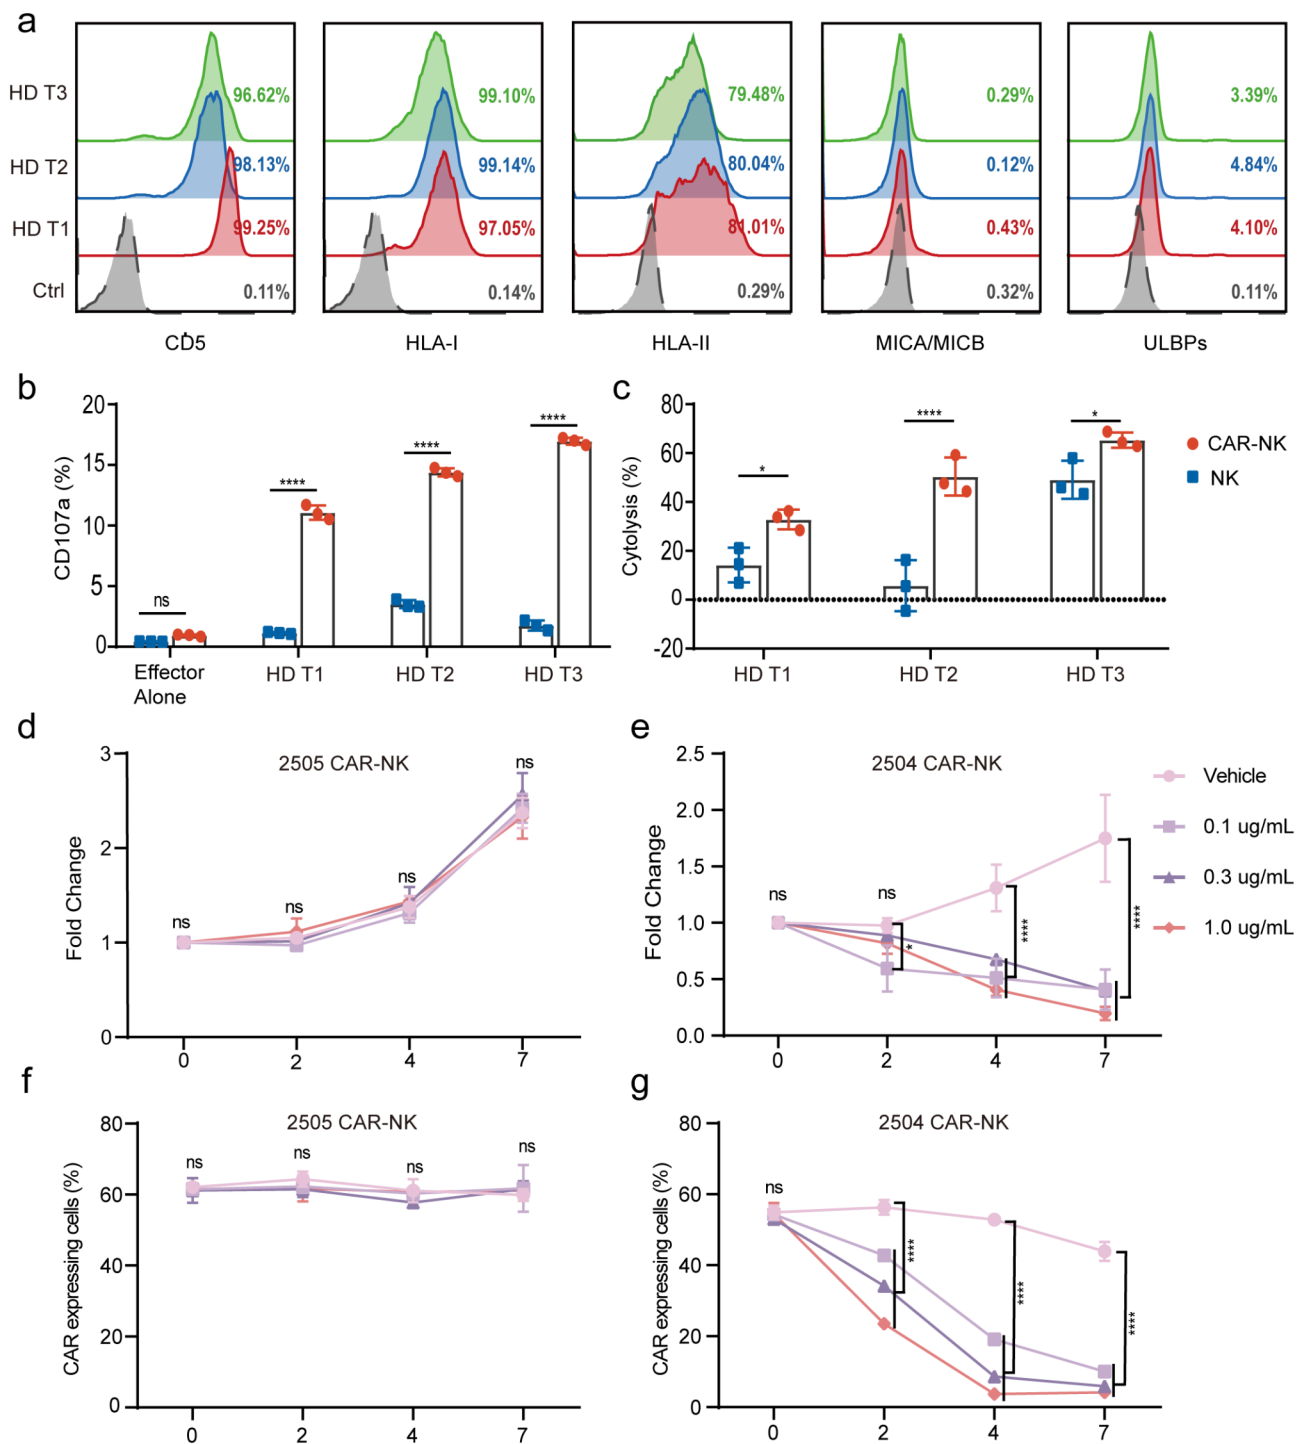 a
HD T3
96.62%
99.10%
79.48%
0.29%
3.39%
HD T2
98.13%
99.14%
80.04%
0.12%
4.84%
HD T1
99.25%
97.05%
81.01%
0.43%
4.10%
Ctrl
0.11%
0.14%
0.29%
0.32%
0.11%
CD5
HLA-I
HLA-II
MICA/MICB
ULBPs
b
CD107a (%)
20
15
10
5
0
ns
****
****
****
Effector
Alone
HD T1
HD T2
HD T3
c
Cytolysis (%)
80
60
40
20
0
-20
*
****
*
HD T1
HD T2
HD T3
CAR-NK
NK
d
2505 CAR-NK
Fold Change
3
2
1
0
ns
ns
ns
ns
0
2
4
7
e
2504 CAR-NK
Fold Change
2.5
2.0
1.5
1.0
0.5
0.0
ns
ns
*
****
****
0
2
4
7
Vehicle
0.1 ug/mL
0.3 ug/mL
1.0 ug/mL
f
2505 CAR-NK
CAR expressing cells (%)
80
60
40
20
0
ns
ns
ns
ns
0
2
4
7
g
2504 CAR-NK
CAR expressing cells (%)
80
60
40
20
0
ns
****
****
****
0
2
4
7